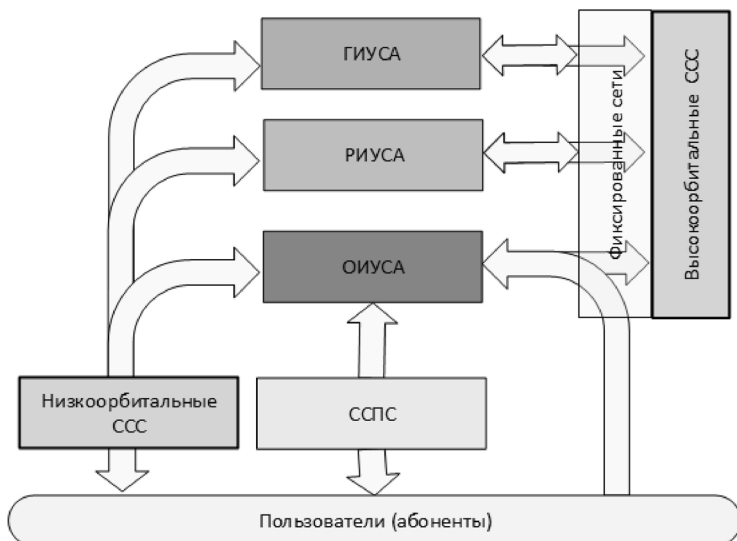 ГИУСА
РИУСА
ОИУСА
Фиксированные сети
Высокоорбитальные ССС
Низкоорбитальные
ССС
ССПС
Пользователи (абоненты)